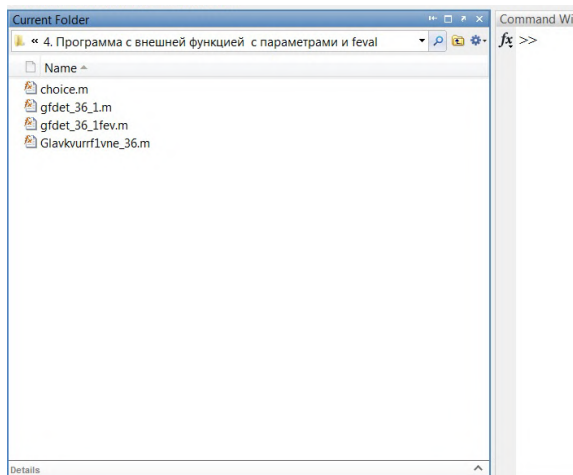 Current Folder
Command Wi
« 4. Программа с внешней функцией с параметрами и feval
fx >>
Name
choice.m
gfdet_36_1.m
gfdet_36_1fev.m
Glavkvurrf1vne_36.m
Details